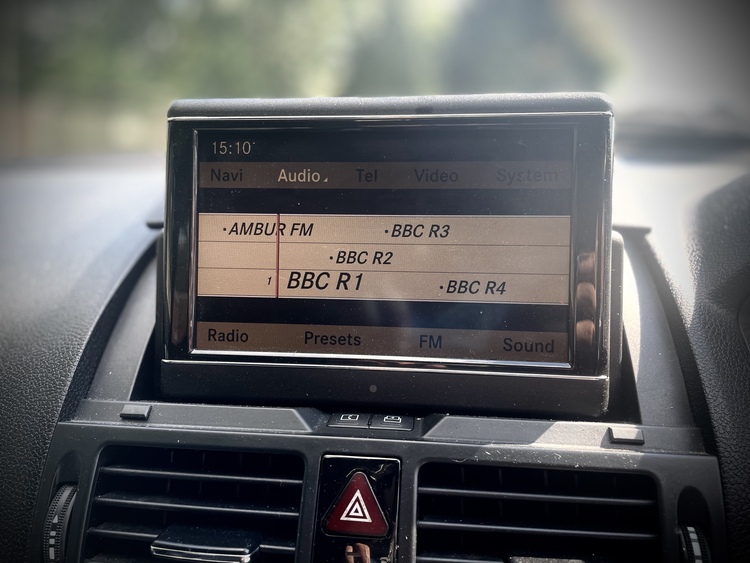 15:10
Navi Audio Tel Video System
·AMBUR FM ·BBC R3
·BBC R2
1 BBC R1 ·BBC R4
Radio Presets FM Sound